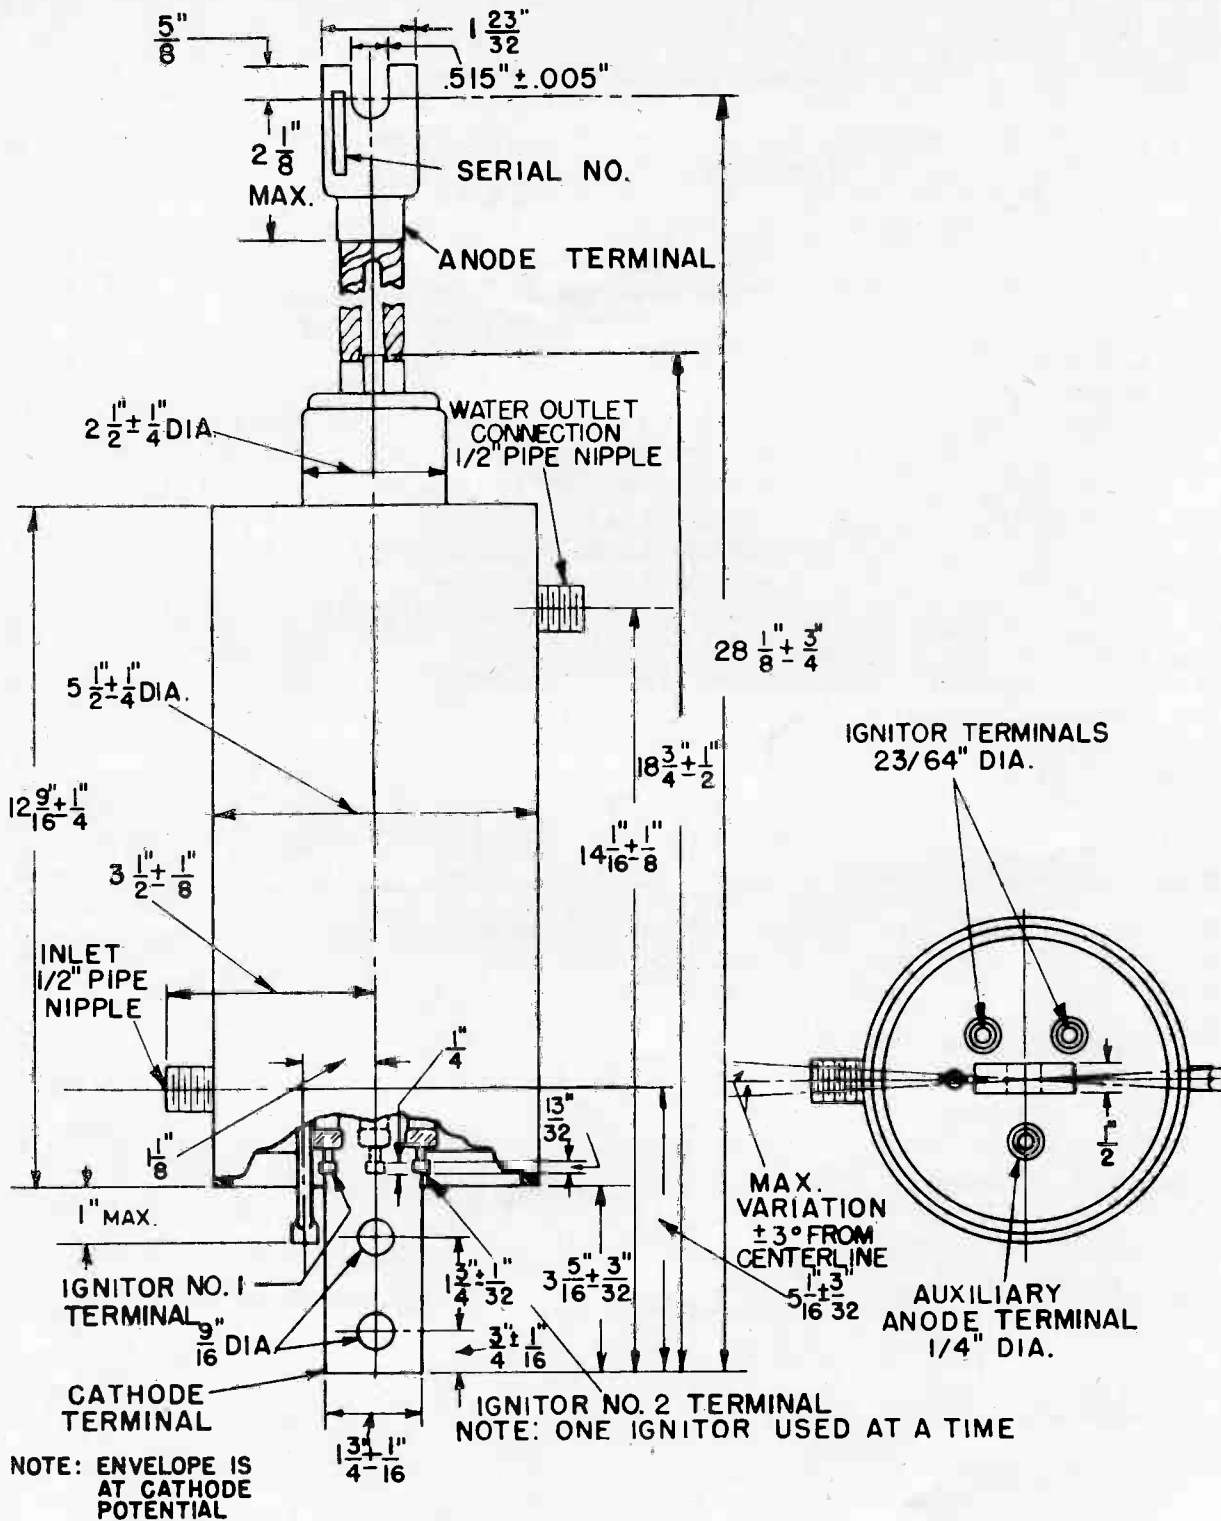 5/8"
1 23/32"
.515" ± .005"
2 1/8"
MAX.
SERIAL NO.
ANODE TERMINAL
2 1/2" ± 1/4" DIA.
WATER OUTLET
CONNECTION
1/2" PIPE NIPPLE
28 1/8" ± 3/4"
5 1/2" ± 1/4" DIA.
18 3/4" ± 1/2"
IGNITOR TERMINALS
23/64" DIA.
12 9/16" ± 1/4"
14 1/16" ± 1/8"
3 1/2" ± 1/8"
INLET
1/2" PIPE
NIPPLE
1/4"
13/32"
1 1/8"
1/2"
1" MAX.
MAX.
VARIATION
± 3° FROM
CENTERLINE
5 1/16" ± 3/32"
IGNITOR NO. 1
TERMINAL
1 3/4" ± 1/32"
3 5/16" ± 3/32"
AUXILIARY
ANODE TERMINAL
1/4" DIA.
9/16" DIA
3/4" ± 1/16"
CATHODE
TERMINAL
IGNITOR NO. 2 TERMINAL
NOTE: ONE IGNITOR USED AT A TIME
1 3/4" ± 1/16"
NOTE: ENVELOPE IS
AT CATHODE
POTENTIAL